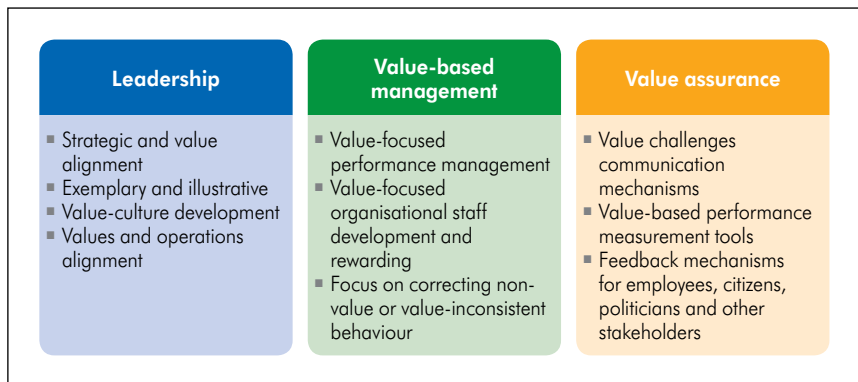 Leadership
■ Strategic and value
alignment
■ Exemplary and illustrative
■ Value-culture development
■ Values and operations
alignment
Value-based
management
■ Value-focused
performance management
■ Value-focused
organisational staff
development and
rewarding
■ Focus on correcting non-
value or value-inconsistent
behaviour
Value assurance
■ Value challenges
communication
mechanisms
■ Value-based performance
measurement tools
■ Feedback mechanisms
for employees, citizens,
politicians and other
stakeholders